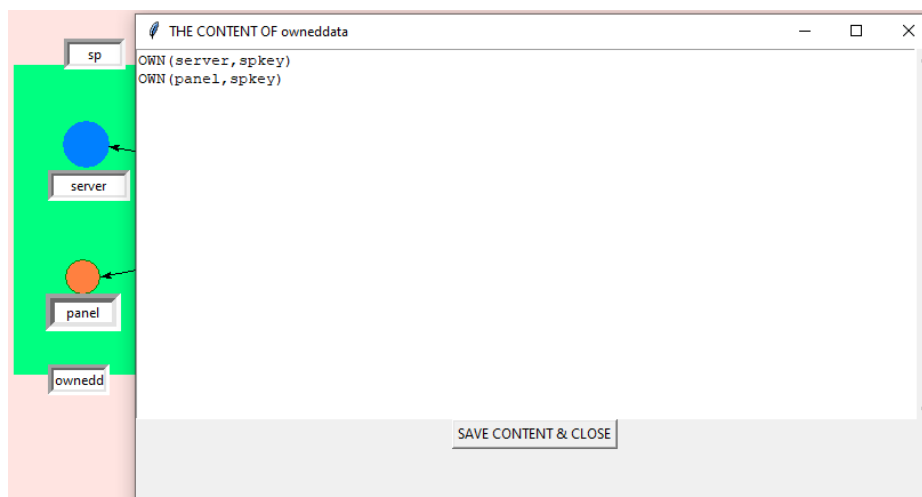 THE CONTENT OF owneddata
sp
OWN(server,spkey)
OWN(panel,spkey)
server
panel
ownedd
SAVE CONTENT & CLOSE